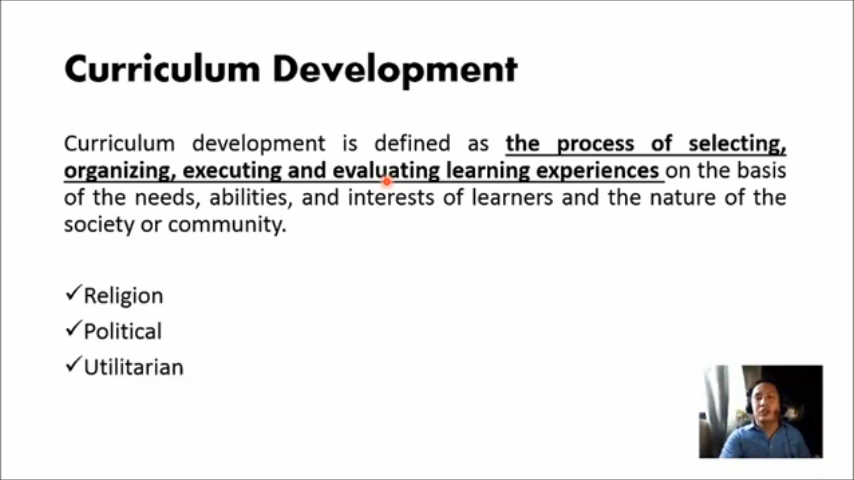 Curriculum Development
Curriculum development is defined as the process of selecting,
organizing, executing and evaluating learning experiences on the basis
of the needs, abilities, and interests of learners and the nature of the
society or community.
✓Religion
✓Political
✓Utilitarian